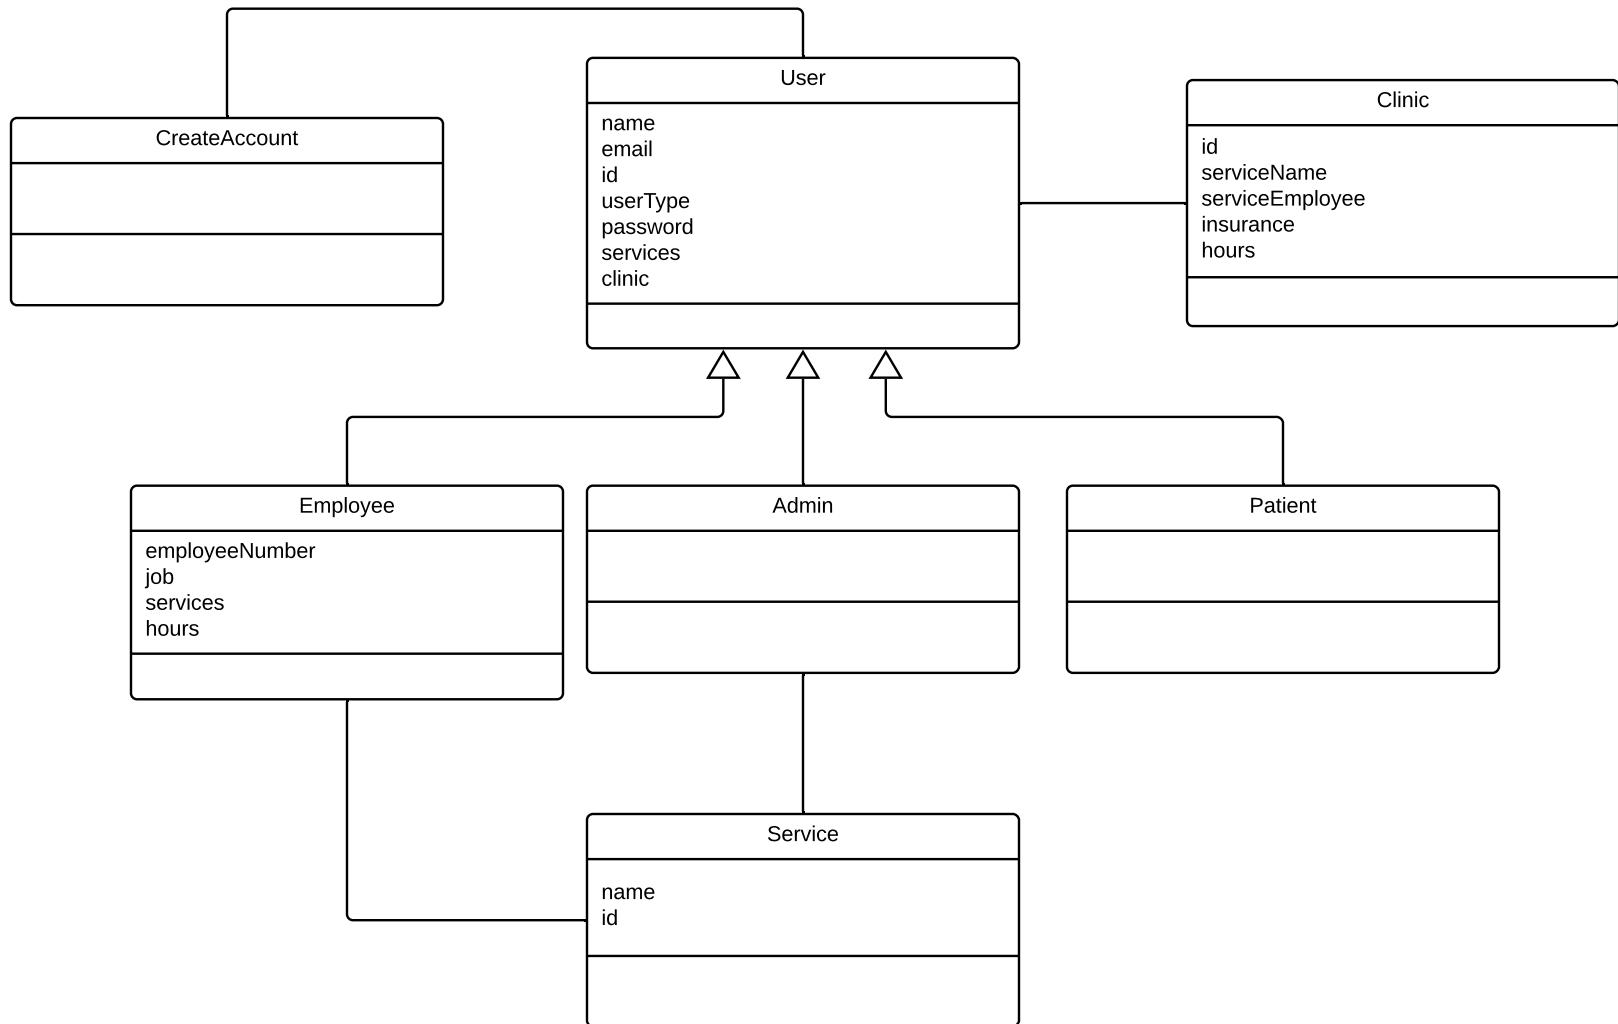 User
name
email
id
userType
password
services
clinic
Clinic
id
serviceName
serviceEmployee
insurance
hours
CreateAccount
Employee
employeeNumber
job
services
hours
Admin
Patient
Service
name
id